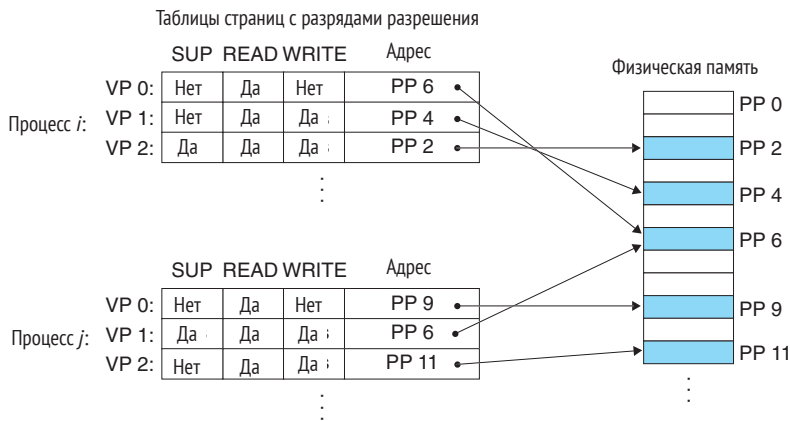 Таблицы страниц с разрядами разрешения
SUP READ WRITE Адрес
Процесс i:
VP 0: Нет Да Нет PP 6
VP 1: Нет Да Да PP 4
VP 2: Да Да Да PP 2
SUP READ WRITE Адрес
Процесс j:
VP 0: Нет Да Нет PP 9
VP 1: Да Да Да PP 6
VP 2: Нет Да Да PP 11
Физическая память
PP 0
PP 2
PP 4
PP 6
PP 9
PP 11